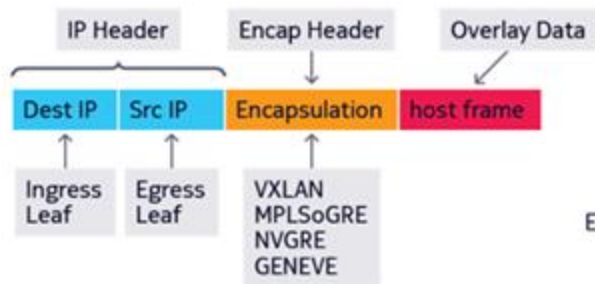 IP Header
Encap Header
Overlay Data
Dest IP
Src IP
Encapsulation
host frame
Ingress
Leaf
Egress
Leaf
VXLAN
MPLSoGRE
NVGRE
GENEVE
E